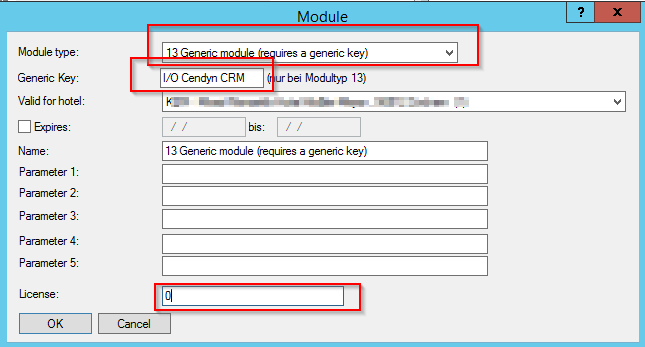 Module
? X
Module type: 13 Generic module (requires a generic key)
Generic Key: I/O Cendyn CRM (nur bei Modultyp 13)
Valid for hotel:
Expires: / / bis: / /
Name: 13 Generic module (requires a generic key)
Parameter 1:
Parameter 2:
Parameter 3:
Parameter 4:
Parameter 5:
License: 0
OK Cancel